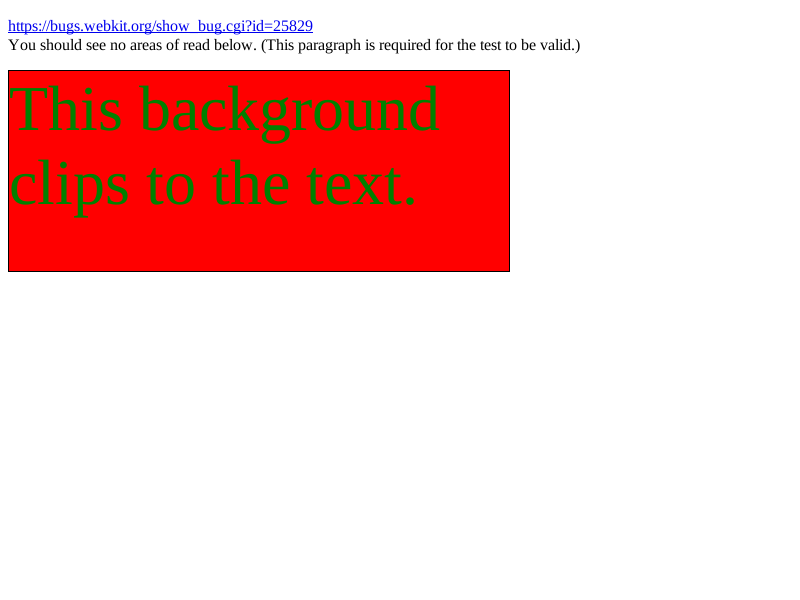 https://bugs.webkit.org/show_bug.cgi?id=25829
You should see no areas of read below. (This paragraph is required for the test to be valid.)
This background
clips to the text.